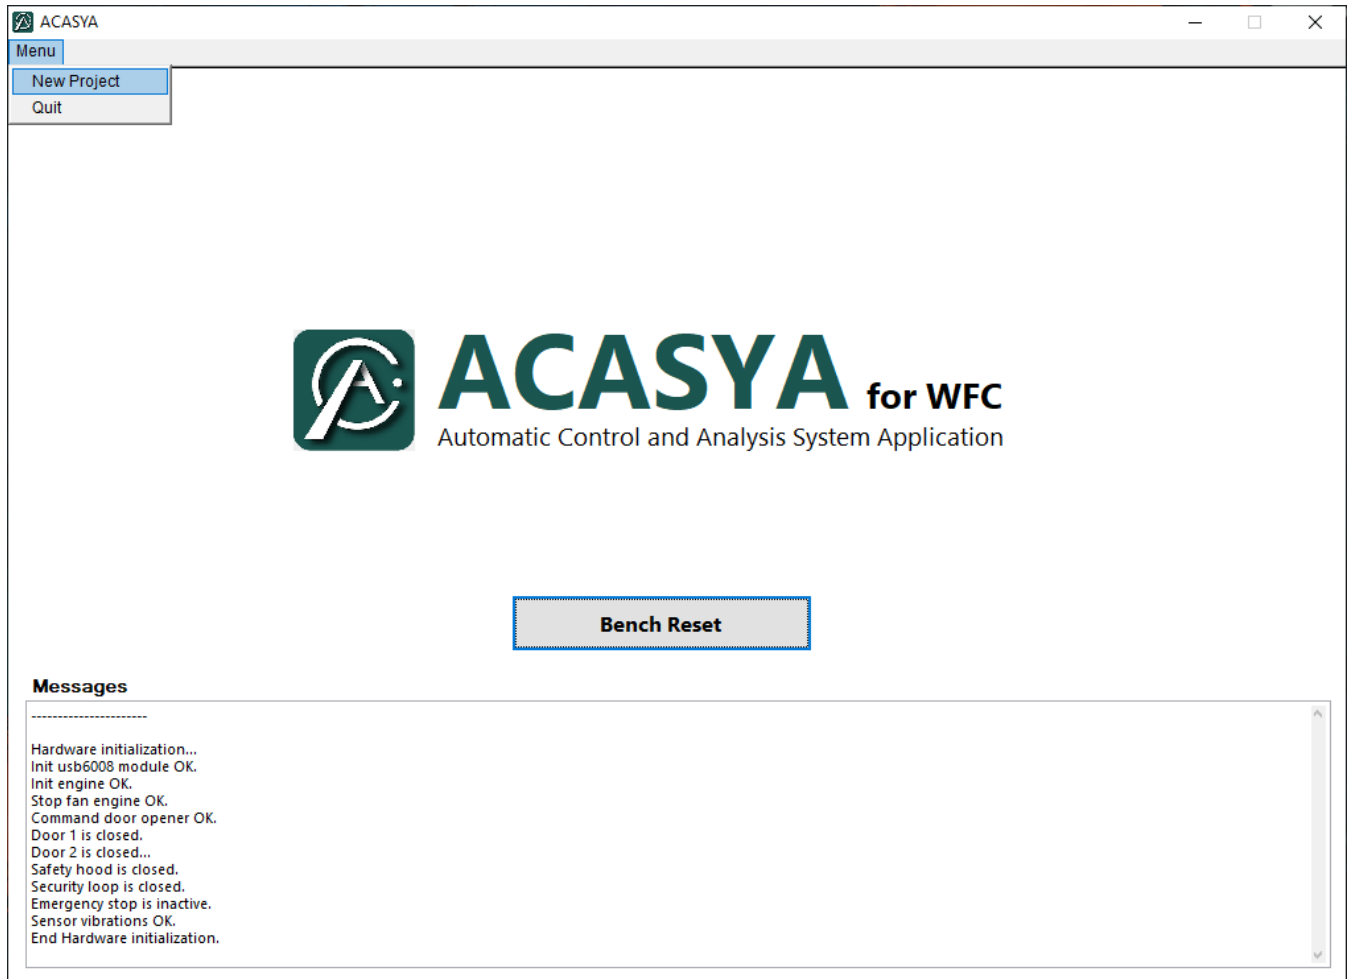 ACASYA
Menu
New Project
Quit
ACASYA for WFC
Automatic Control and Analysis System Application
Bench Reset
Messages
----------------------
Hardware initialization...
Init usb6008 module OK.
Init engine OK.
Stop fan engine OK.
Command door opener OK.
Door 1 is closed.
Door 2 is closed...
Safety hood is closed.
Security loop is closed.
Emergency stop is inactive.
Sensor vibrations OK.
End Hardware initialization.